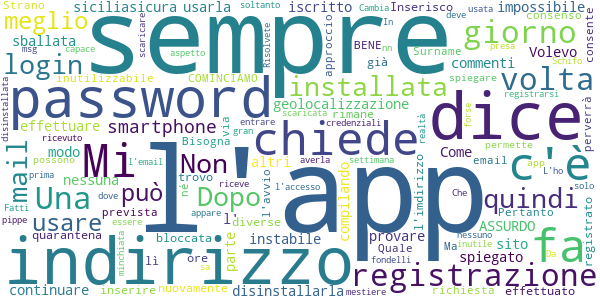 Strano
siciliasicura usarla
soltanto
Cambia
In
Inserisco
usata
impossibile
meglio
sballata
sempre
iscritto
approccio
Risolvete
deve
BENE
nn
già
Surname
giorno
presa
consenso
Schifo
consente
msg
scaricare
login
capace
aspetto
inutilizzabile
COMINCIAMO
installata
Volevo
commenti
spiegare
registrarsi
volta
disinstallata
password
geolocalizzazione
rimane
scaricata
credenziali
forse
permette
perverrà
effettuare
smartphone
Bisogna
via
gran
entrare
chiede
realtà
dice
ricevuto
modo
possono
l'email
trovo
altri
averla
settimana
Come
email
app
L'ho
solo
mail
nessuna
Mi
Non
né
riceve
l'accesso
l'avvio
compilando
l'indirizzo
Che
c'è
prima
Una
dove
può
Dopo
l'app
quindi
Pertanto
nessuno
registrato
Fatti
essere
appare
l'
diverse
ASSURDO
inutile
Da
pippe
usare
prevista
quarantena
minchiata
bloccata
lì
ore
instabile
parte
provare
Quale
Ma
spiegato
sito
fa
indirizzo
sa
fondelli
registrazione
continuare
inserire
nuovamente
disinstallarla
mestiere
richiesta
effettuato